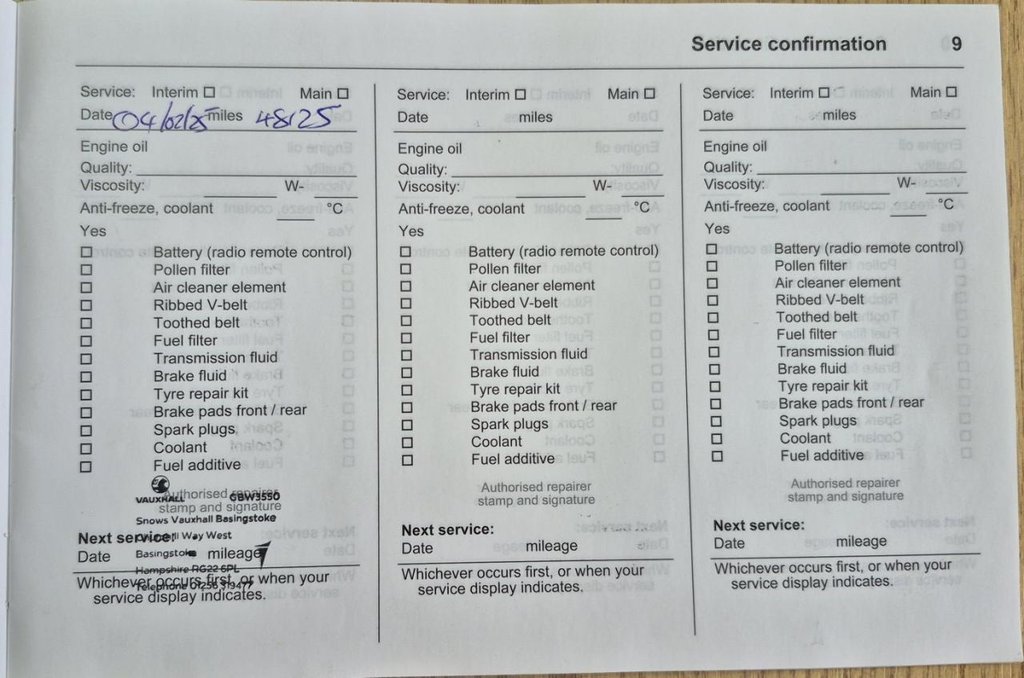 Service confirmation 9
Service: Interim Main
Date 04/02/25 miles 48125
Engine oil
Quality:
Viscosity: W-
Anti-freeze, coolant °C
Yes
Battery (radio remote control)
Pollen filter
Air cleaner element
Ribbed V-belt
Toothed belt
Fuel filter
Transmission fluid
Brake fluid
Tyre repair kit
Brake pads front / rear
Spark plugs
Coolant
Fuel additive
Authorised repairer
stamp and signature
VAUXHALL GBW3550
Snows Vauxhall Basingstoke
Way West
Basingstoke
Hampshire RG22 6PL
Telephone 01256 319477
Next service:
Date mileage
Whichever occurs first, or when your
service display indicates.
Service: Interim Main
Date miles
Engine oil
Quality:
Viscosity: W-
Anti-freeze, coolant °C
Yes
Battery (radio remote control)
Pollen filter
Air cleaner element
Ribbed V-belt
Toothed belt
Fuel filter
Transmission fluid
Brake fluid
Tyre repair kit
Brake pads front / rear
Spark plugs
Coolant
Fuel additive
Authorised repairer
stamp and signature
Next service:
Date mileage
Whichever occurs first, or when your
service display indicates.
Service: Interim Main
Date miles
Engine oil
Quality:
Viscosity: W-
Anti-freeze, coolant °C
Yes
Battery (radio remote control)
Pollen filter
Air cleaner element
Ribbed V-belt
Toothed belt
Fuel filter
Transmission fluid
Brake fluid
Tyre repair kit
Brake pads front / rear
Spark plugs
Coolant
Fuel additive
Authorised repairer
stamp and signature
Next service:
Date mileage
Whichever occurs first, or when your
service display indicates.